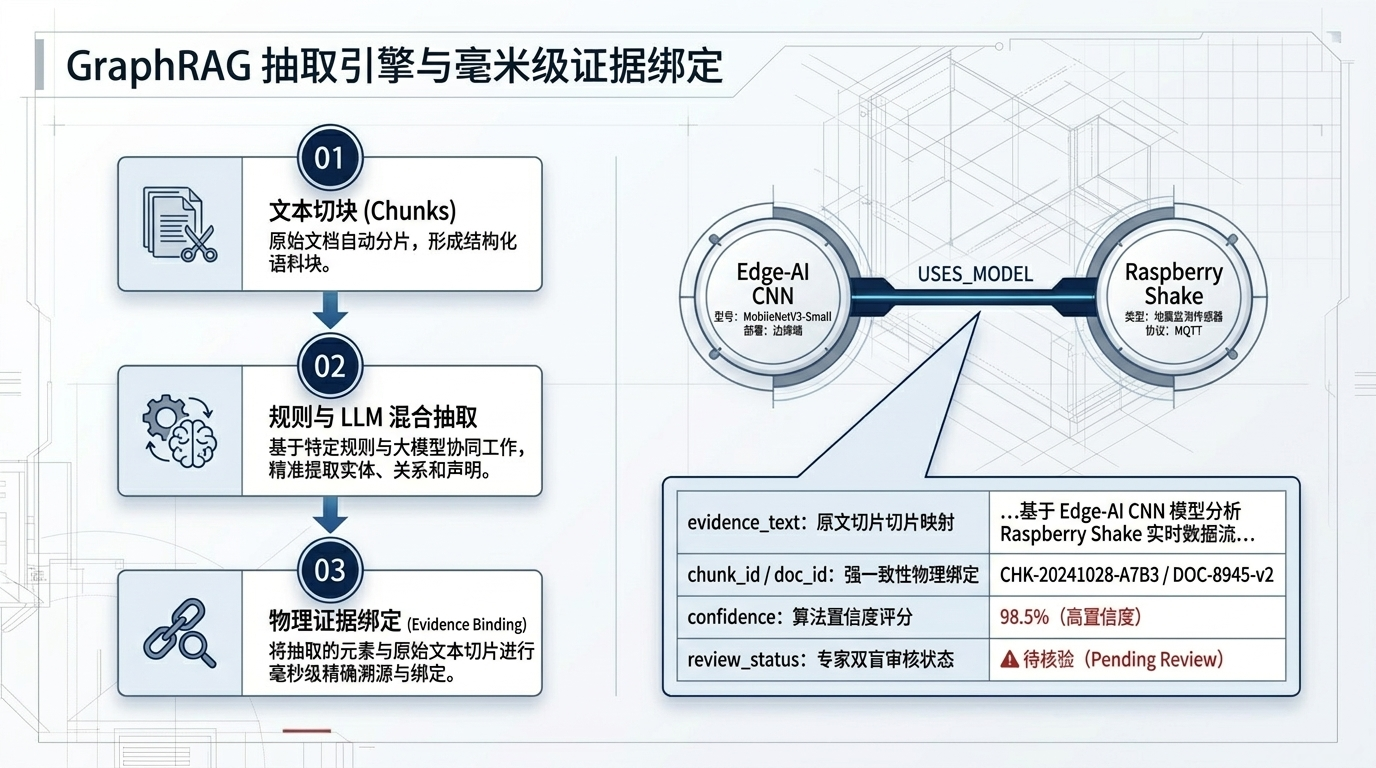 GraphRAG 抽取引擎与毫米级证据绑定
01
文本切块 (Chunks)
原始文档自动分片，形成结构化
语料块。
02
规则与 LLM 混合抽取
基于特定规则与大模型协同工作，
精准提取实体、关系和声明。
03
物理证据绑定 (Evidence Binding)
将抽取的元素与原始文本切片进行
毫秒级精确溯源与绑定。
Edge-AI
CNN
型号：MobileNetV3-Small
部署：边缘端
USES_MODEL
Raspberry
Shake
类型：地震监测传感器
协议：MQTT
evidence_text：原文切片切片映射
…基于 Edge-AI CNN 模型分析
Raspberry Shake 实时数据流…
chunk_id / doc_id：强一致性物理绑定
CHK-20241028-A7B3 / DOC-8945-v2
confidence：算法置信度评分
98.5%（高置信度）
review_status：专家双盲审核状态
待核验（Pending Review）